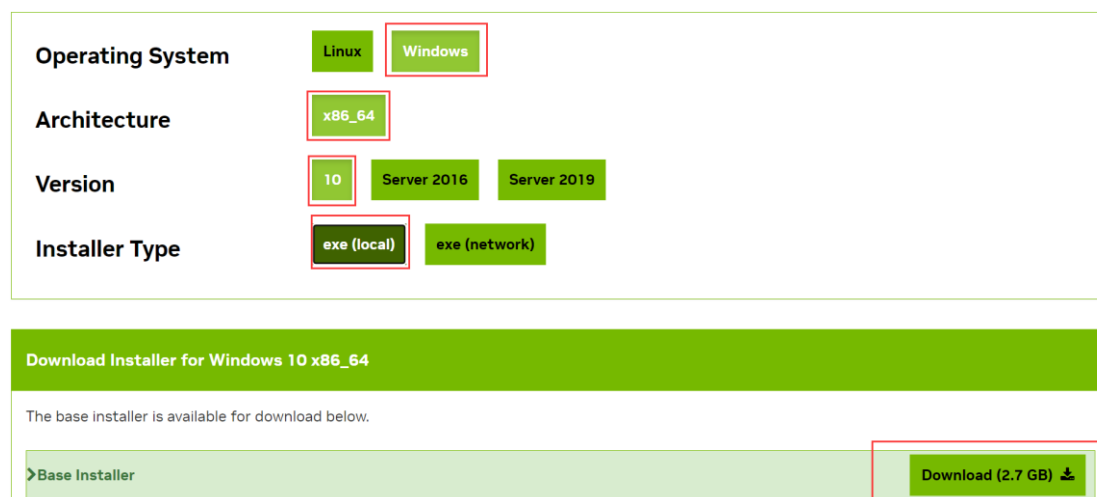 Operating System Linux Windows
Architecture x86_64
Version 10 Server 2016 Server 2019
Installer Type exe (local) exe (network)
Download Installer for Windows 10 x86_64
The base installer is available for download below.
Base Installer Download (2.7 GB)